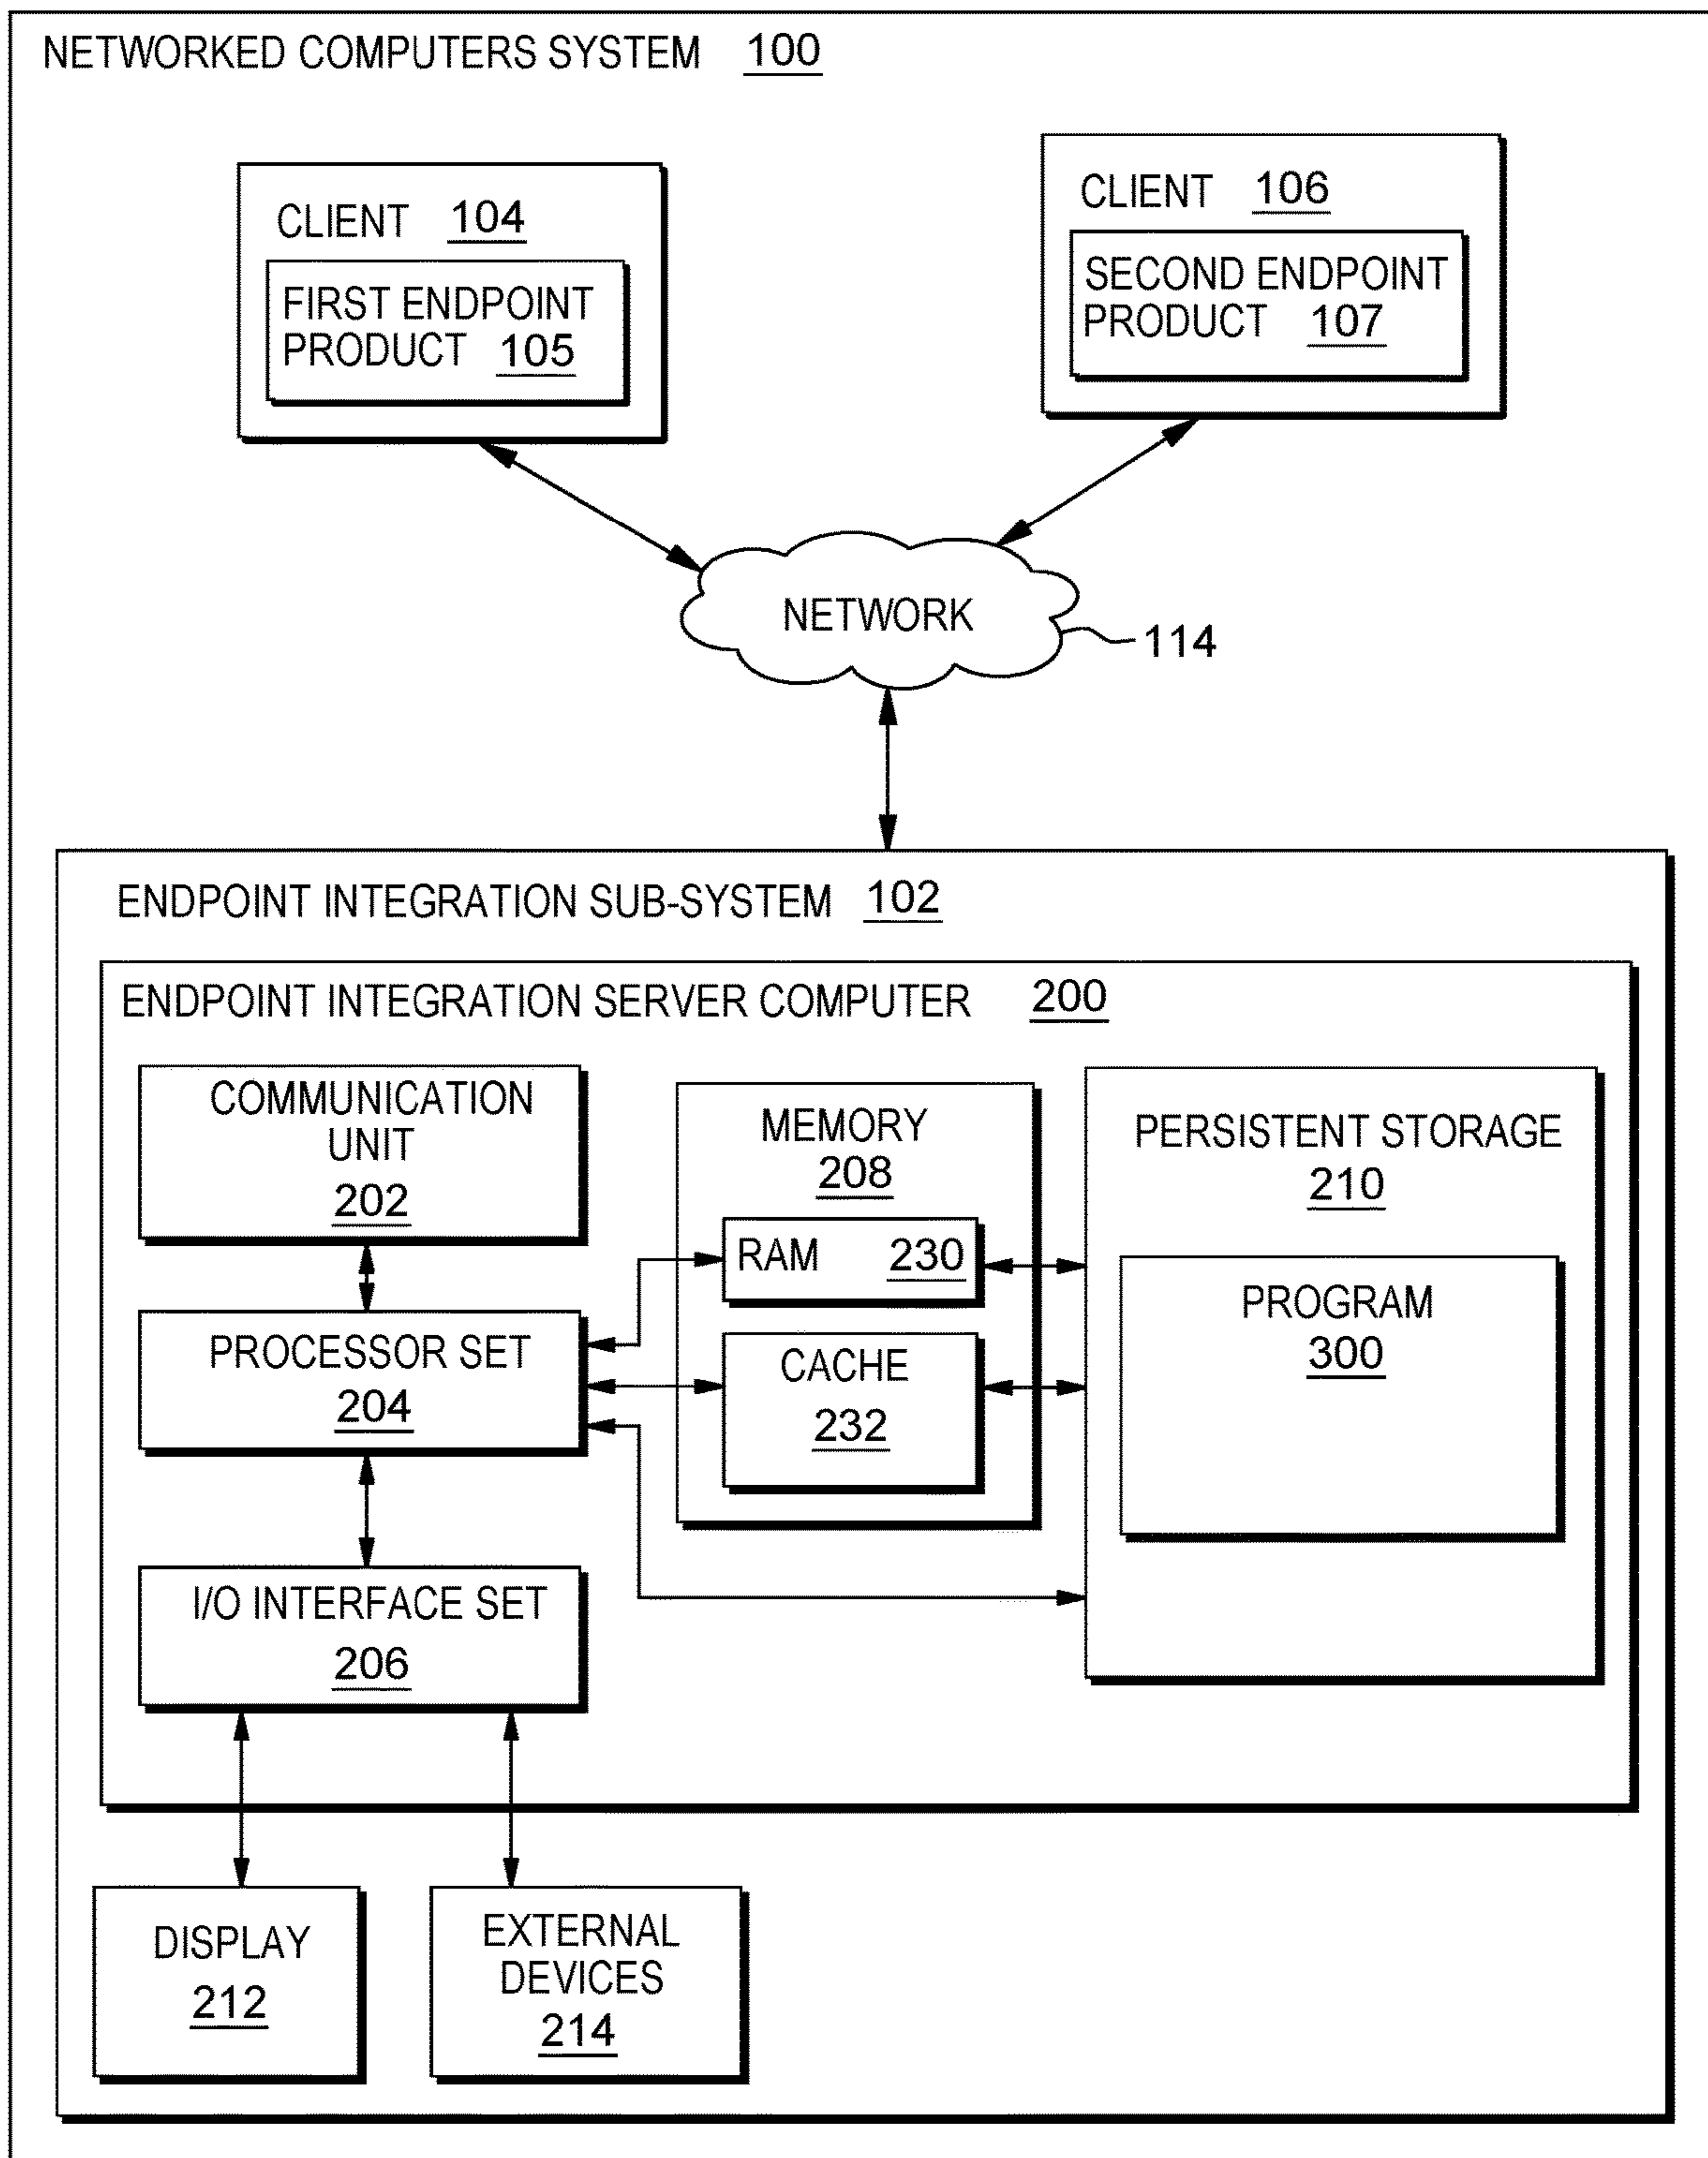 NETWORKED COMPUTERS SYSTEM 100
CLIENT 104
FIRST ENDPOINT
PRODUCT 105
CLIENT 106
SECOND ENDPOINT
PRODUCT 107
NETWORK
114
ENDPOINT INTEGRATION SUB-SYSTEM 102
ENDPOINT INTEGRATION SERVER COMPUTER 200
COMMUNICATION
UNIT
202
PROCESSOR SET
204
I/O INTERFACE SET
206
MEMORY
208
RAM 230
CACHE
232
PERSISTENT STORAGE
210
PROGRAM
300
DISPLAY
212
EXTERNAL
DEVICES
214